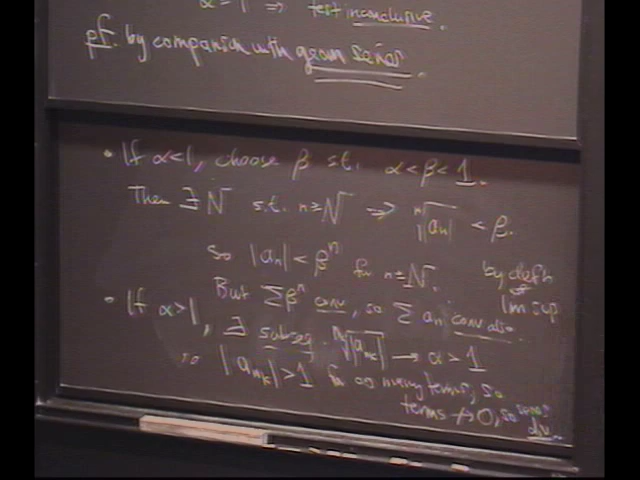 α = 1 ⇒ test inconclusive.
pf. by comparison with geom series.
• If α<1, choose β s.t. α<β<1.
Then ∃ N s.t. n≥N ⇒ ⁿ√|aₙ| < β.
So |aₙ| < βⁿ for n≥N. by defn of lim sup
But Σβⁿ conv, so Σ aₙ conv also.
• If α>1, ∃ subseq. ⁿᵏ√|aₙₖ| → α > 1
so |aₙₖ| > 1 for ∞ many terms, so
terms ↛ 0, so series div.